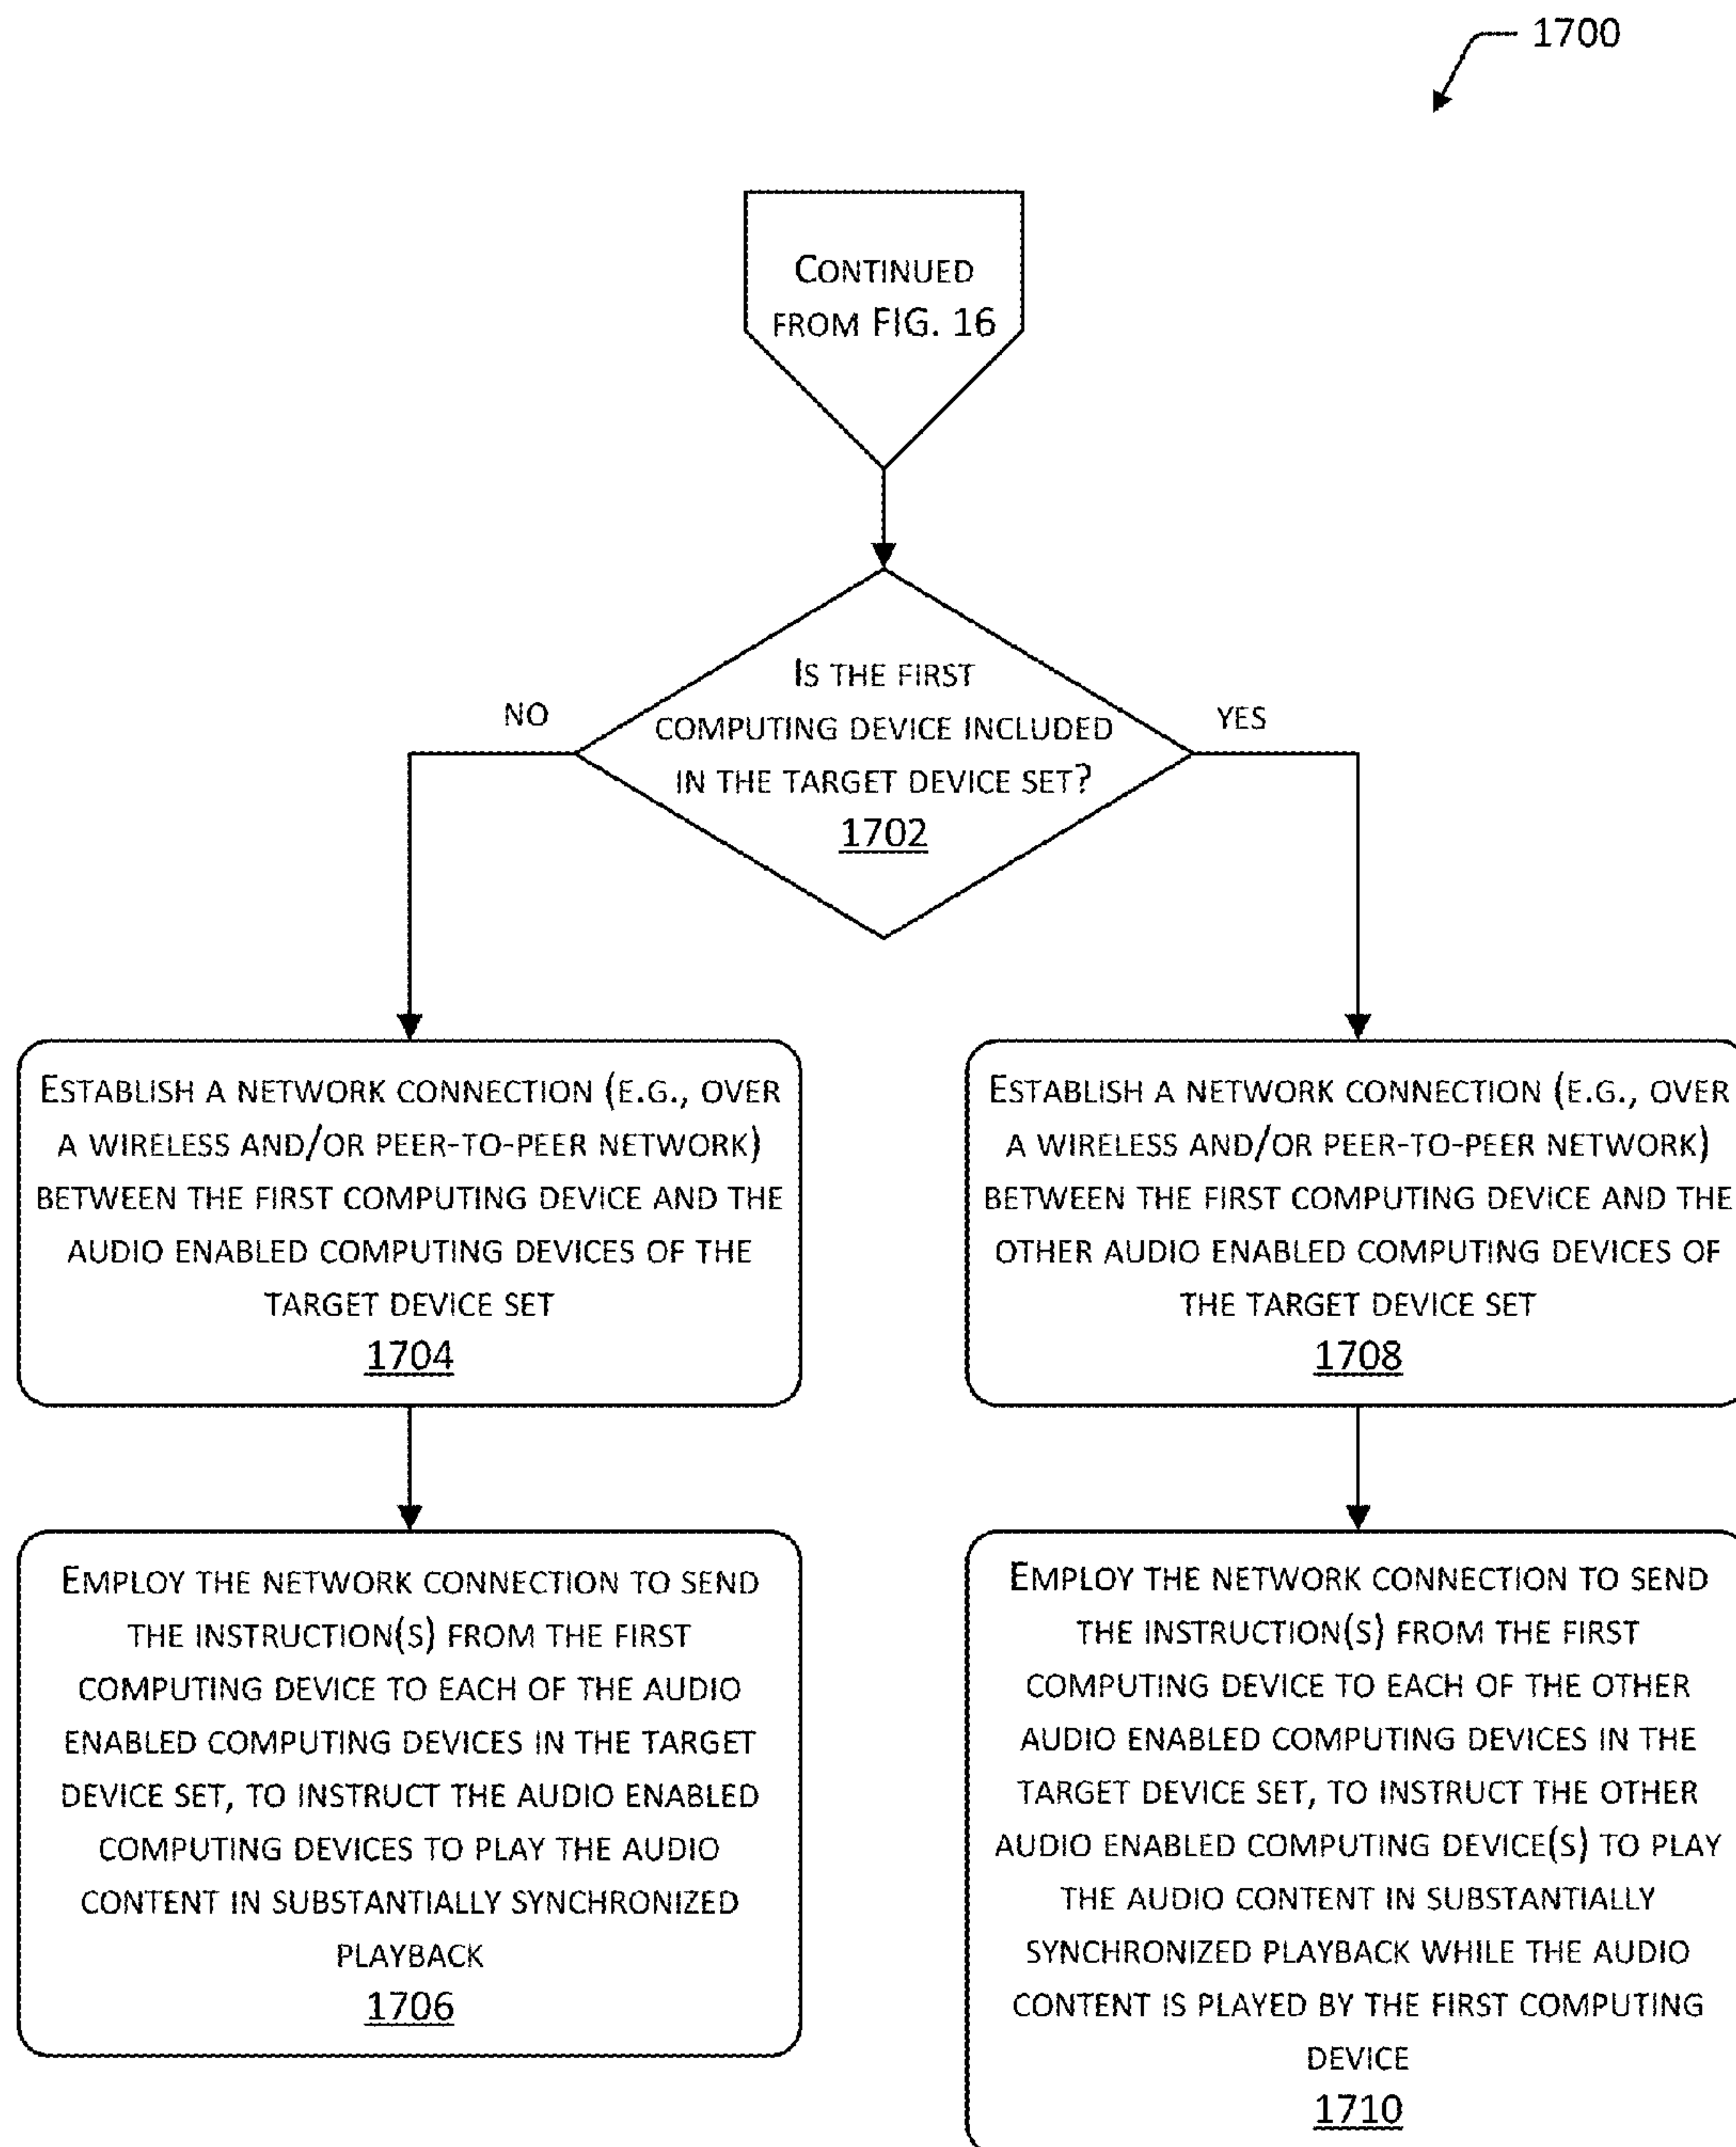 1700
CONTINUED
FROM FIG. 16
IS THE FIRST
COMPUTING DEVICE INCLUDED
IN THE TARGET DEVICE SET?
1702
NO
YES
ESTABLISH A NETWORK CONNECTION (E.G., OVER
A WIRELESS AND/OR PEER-TO-PEER NETWORK)
BETWEEN THE FIRST COMPUTING DEVICE AND THE
AUDIO ENABLED COMPUTING DEVICES OF THE
TARGET DEVICE SET
1704
ESTABLISH A NETWORK CONNECTION (E.G., OVER
A WIRELESS AND/OR PEER-TO-PEER NETWORK)
BETWEEN THE FIRST COMPUTING DEVICE AND THE
OTHER AUDIO ENABLED COMPUTING DEVICES OF
THE TARGET DEVICE SET
1708
EMPLOY THE NETWORK CONNECTION TO SEND
THE INSTRUCTION(S) FROM THE FIRST
COMPUTING DEVICE TO EACH OF THE AUDIO
ENABLED COMPUTING DEVICES IN THE TARGET
DEVICE SET, TO INSTRUCT THE AUDIO ENABLED
COMPUTING DEVICES TO PLAY THE AUDIO
CONTENT IN SUBSTANTIALLY SYNCHRONIZED
PLAYBACK
1706
EMPLOY THE NETWORK CONNECTION TO SEND
THE INSTRUCTION(S) FROM THE FIRST
COMPUTING DEVICE TO EACH OF THE OTHER
AUDIO ENABLED COMPUTING DEVICES IN THE
TARGET DEVICE SET, TO INSTRUCT THE OTHER
AUDIO ENABLED COMPUTING DEVICE(S) TO PLAY
THE AUDIO CONTENT IN SUBSTANTIALLY
SYNCHRONIZED PLAYBACK WHILE THE AUDIO
CONTENT IS PLAYED BY THE FIRST COMPUTING
DEVICE
1710